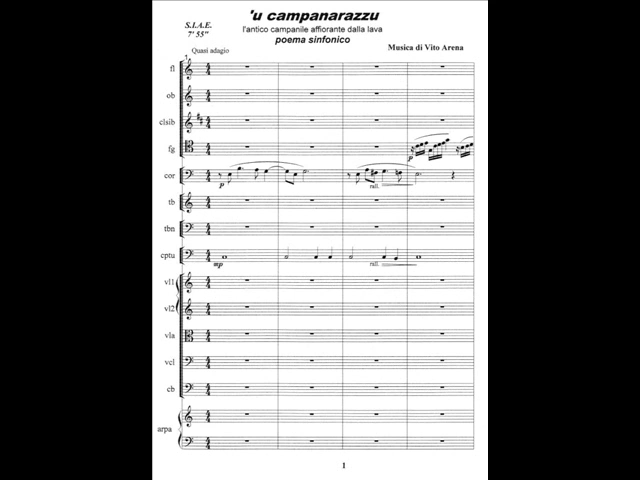 'u campanarazzu
S.I.A.E.
7' 55"
l'antico campanile affiorante dalla lava
poema sinfonico
Musica di Vito Arena
Quasi adagio
1
fl
ob
clsib
fg
p
cor
p
rall.
tb
tbn
cptu
mp
rall.
vl1
vl2
vla
vcl
cb
arpa
1